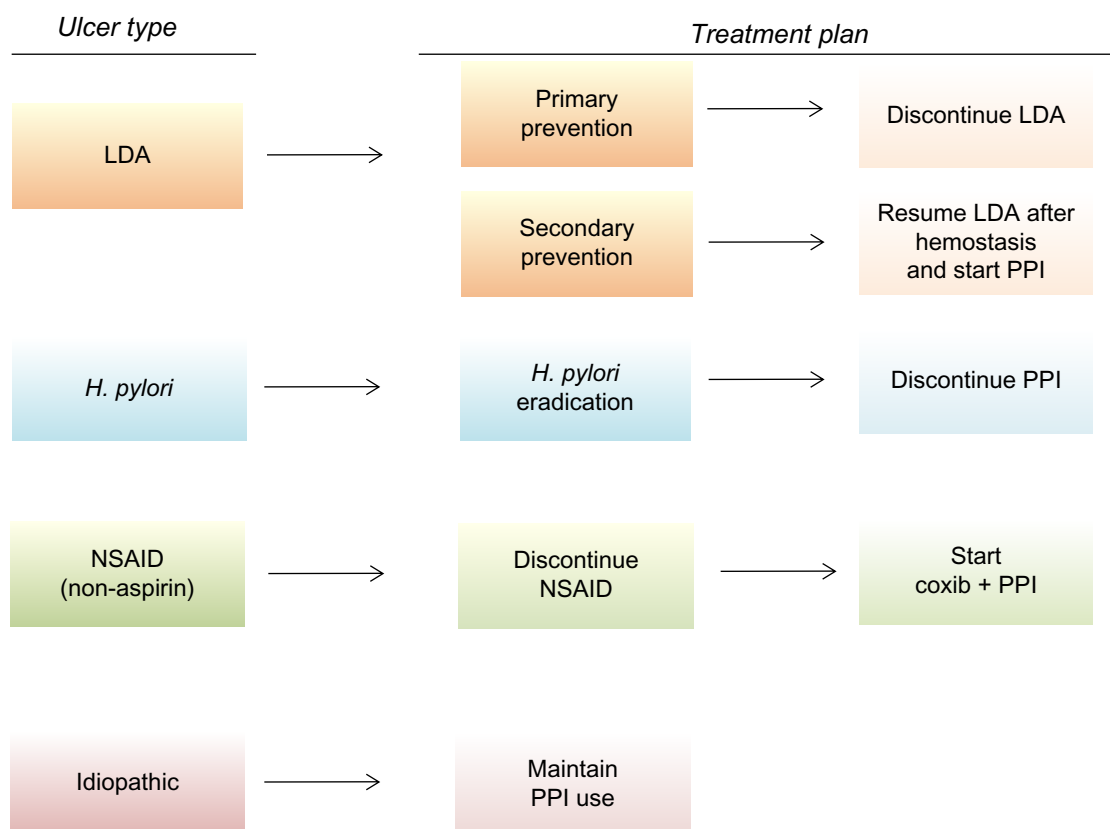 Ulcer type
Treatment plan
LDA
Primary
prevention
Discontinue LDA
Secondary
prevention
Resume LDA after
hemostasis
and start PPI
H. pylori
H. pylori
eradication
Discontinue PPI
NSAID
(non-aspirin)
Discontinue
NSAID
Start
coxib + PPI
Idiopathic
Maintain
PPI use